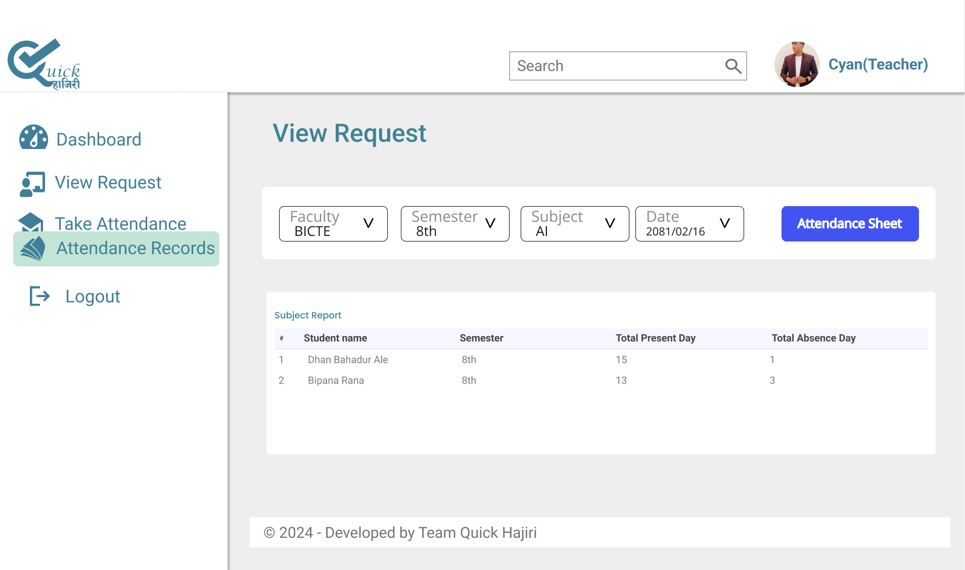 Quick
हाजिरी
Search
Cyan(Teacher)
Dashboard
View Request
Take Attendance
Attendance Records
Logout
View Request
Faculty Semester Subject Date
BICTE V 8th V AI V 2081/02/16 V
Attendance Sheet
Subject Report
# Student name Semester Total Present Day Total Absence Day
1 Dhan Bahadur Ale 8th 15 1
2 Bipana Rana 8th 13 3
© 2024 - Developed by Team Quick Hajiri